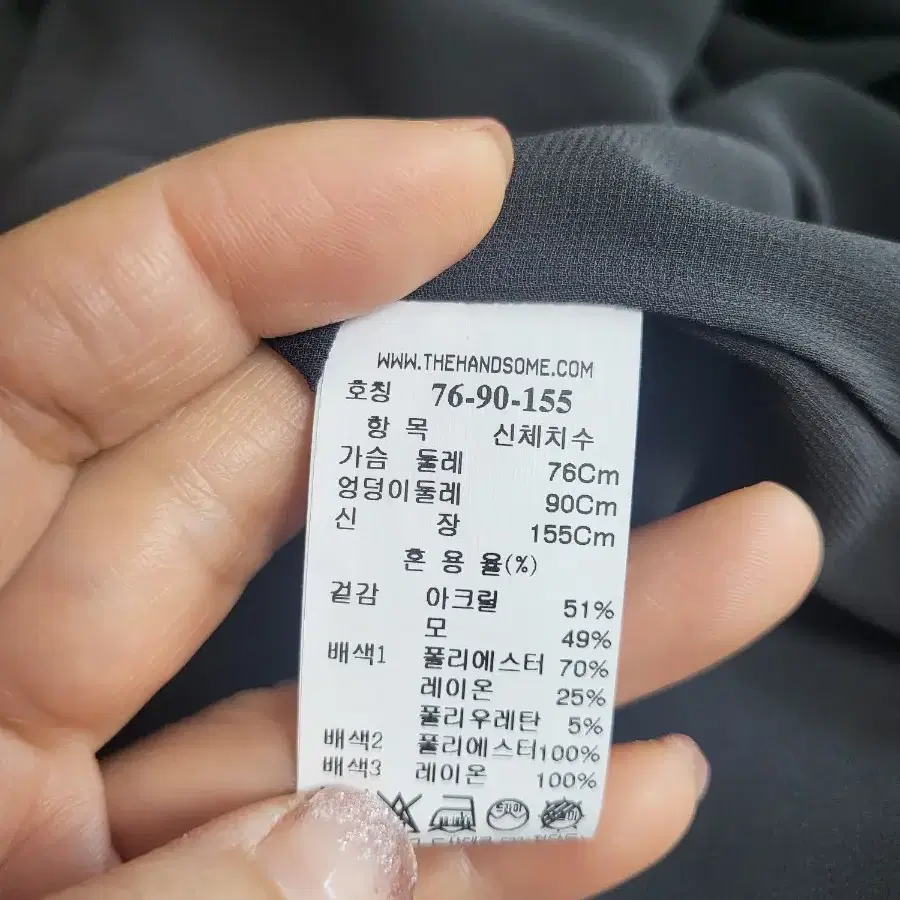 WWW.THEHANDSOME.COM
호칭 76-90-155
항 목 신체치수
가슴 둘레 76Cm
엉덩이둘레 90Cm
신 장 155Cm
혼 용 율(%)
겉감 아크릴 51%
모 49%
배색1 폴리에스터 70%
레이온 25%
폴리우레탄 5%
배색2 폴리에스터100%
배색3 레이온 100%